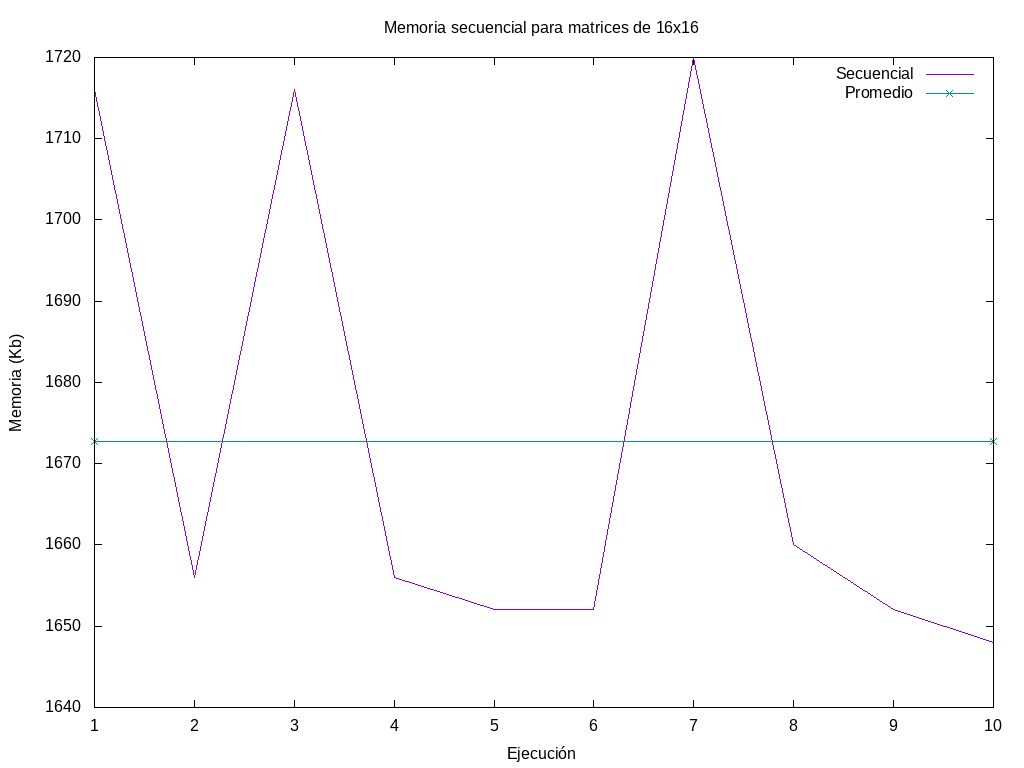 Memoria secuencial para matrices de 16x16
Secuencial
Promedio
1720
1710
1700
1690
1680
1670
1660
1650
1640
Memoria (Kb)
1 2 3 4 5 6 7 8 9 10
Ejecución